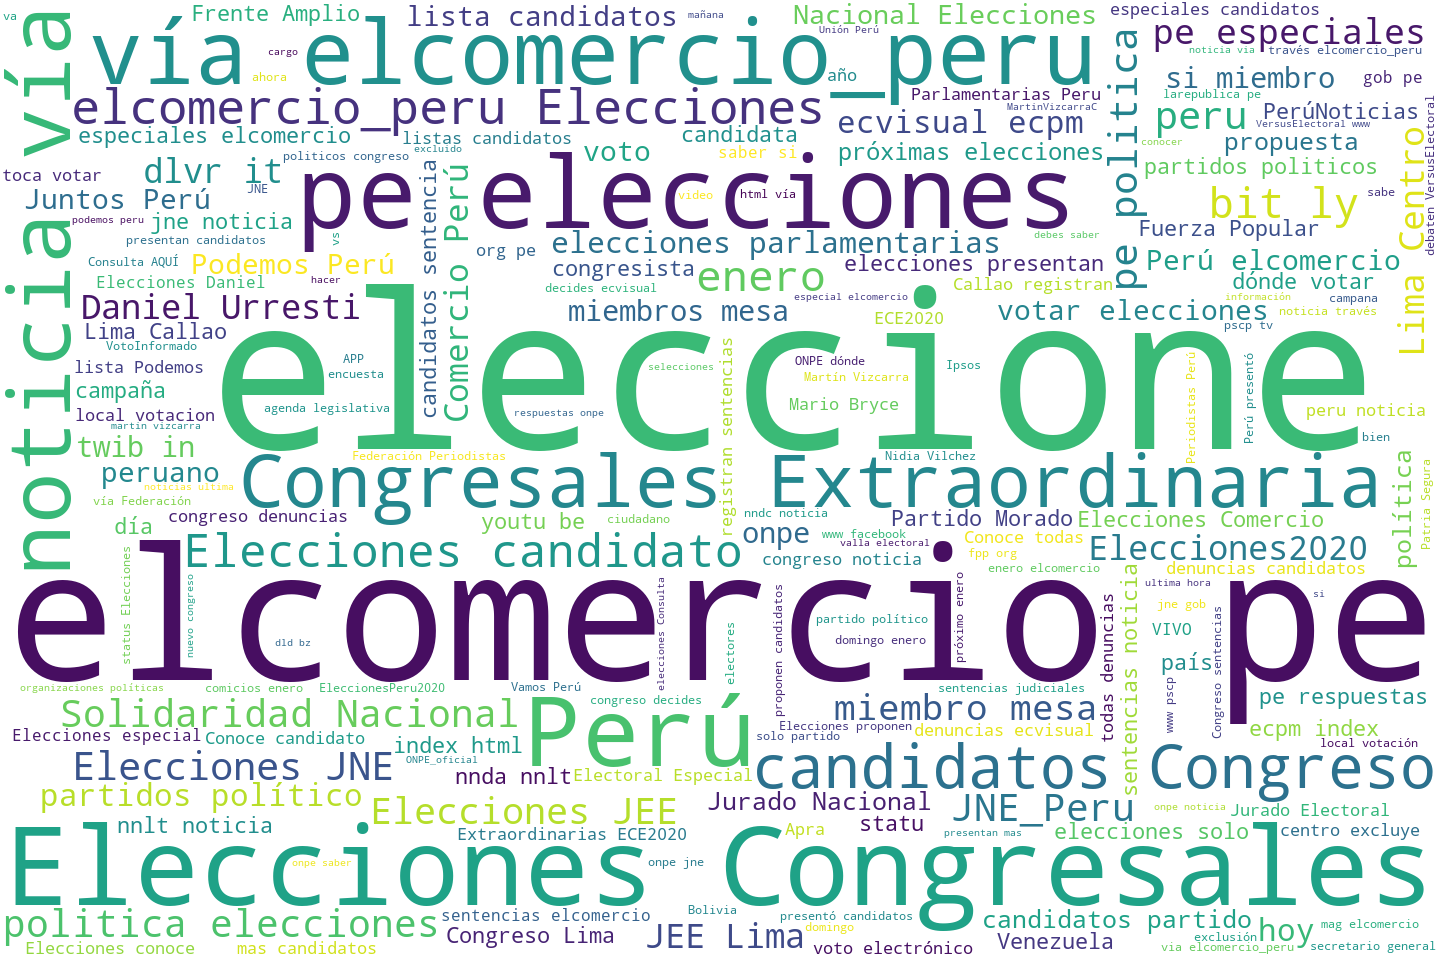 va
Frente Amplio
lista candidatos
mañana
Nacional Elecciones
especiales candidatos
noticia vía
vía elcomercio_peru
cargo
ahora
Unión Perú
año
pe política
pe especiales
noticia via
través elcomercio_peru
si miembro
gob pe
elcomercio_peru Elecciones
Parlamentarias Peru
MartinVizcarraC
larepublica pe
peru
PerúNoticias
VersusElectoral www
debaten VersusElectoral
especiales elcomercio
listas candidatos
candidata
ecvisual ecpm
propuesta
conocer
dlvr it
politicos congreso
excluido
voto
saber si
próximas elecciones
partidos politicos
toca votar
JNE
pe elecciones
video
html vía
bit ly
sabe
Juntos Perú
podemos peru
jne noticia
presentan candidatos
vs
candidatos sentencia
Comercio Perú
org pe
elecciones parlamentarias
debes saber
Fuerza Popular
Lima Centro
Consulta AQUÍ
Podemos Perú
congresista
enero
elecciones presentan
Perú elcomercio
Elecciones Daniel
hacer
decides ecvisual
especial elcomercio
Callao registran
dónde votar
Daniel Urresti
miembros mesa
ECE2020
votar elecciones
información
campana
noticia través
Lima Callao
VotoInformado
eleccione
pscp tv
lista Podemos
APP
encuesta
selecciones
registran sentencias
ONPE dónde
Martín Vizcarra
Ipsos
Periodistas Perú
Perú presentó
campaña
local votacion
martin vizcarra
agenda legislativa
respuestas onpe
Mario Bryce
peru noticia
bien
twib in
Federación Periodistas
Nidia Vilchez
peruano
Congresales Extraordinaria
política
Patria Segura
noticias ultima
vía Federación
día
congreso denuncias
youtu be
ciudadano
onpe
nndc noticia
www facebook
Partido Morado
Elecciones Comercio
Elecciones candidato
valla electoral
congreso noticia
Conoce todas
fpp org
enero elcomercio
Elecciones2020
denuncias candidatos
status Elecciones
nuevo congreso
elcomercio pe
dld bz
elecciones Consulta
electores
proponen candidatos
partido político
domingo enero
próximo enero
todas denuncias
sentencias noticia
ultima hora
jne gob
VIVO
si
país
www pscp
Congreso sentencias
organizaciones políticas
comicios enero
EleccionesPeru2020
Vamos Perú
congreso decides
sentencias judiciales
pe respuestas
Solidaridad Nacional
Perú
miembro mesa
Elecciones especial
Conoce candidato
index html
Elecciones proponen
solo partido
denuncias ecvisual
ecpm index
local votación
Elecciones JNE
ONPE_oficial
nnda nnlt
Electoral Especial
candidatos Congreso
partidos político
Elecciones JEE
Jurado Nacional
JNE_Peru
onpe noticia
Jurado Electoral
nnlt noticia
Extraordinarias ECE2020
Apra
statu
presentan mas
elecciones solo
centro excluye
Elecciones Congresales
onpe saber
onpe jne
politica elecciones
sentencias elcomercio
Bolivia
presentó candidatos
candidatos partido
hoy
mag elcomercio
Congreso Lima
JEE Lima
domingo
Venezuela
exclusión
Elecciones conoce
mas candidatos
voto electrónico
via elcomercio_peru
secretario general